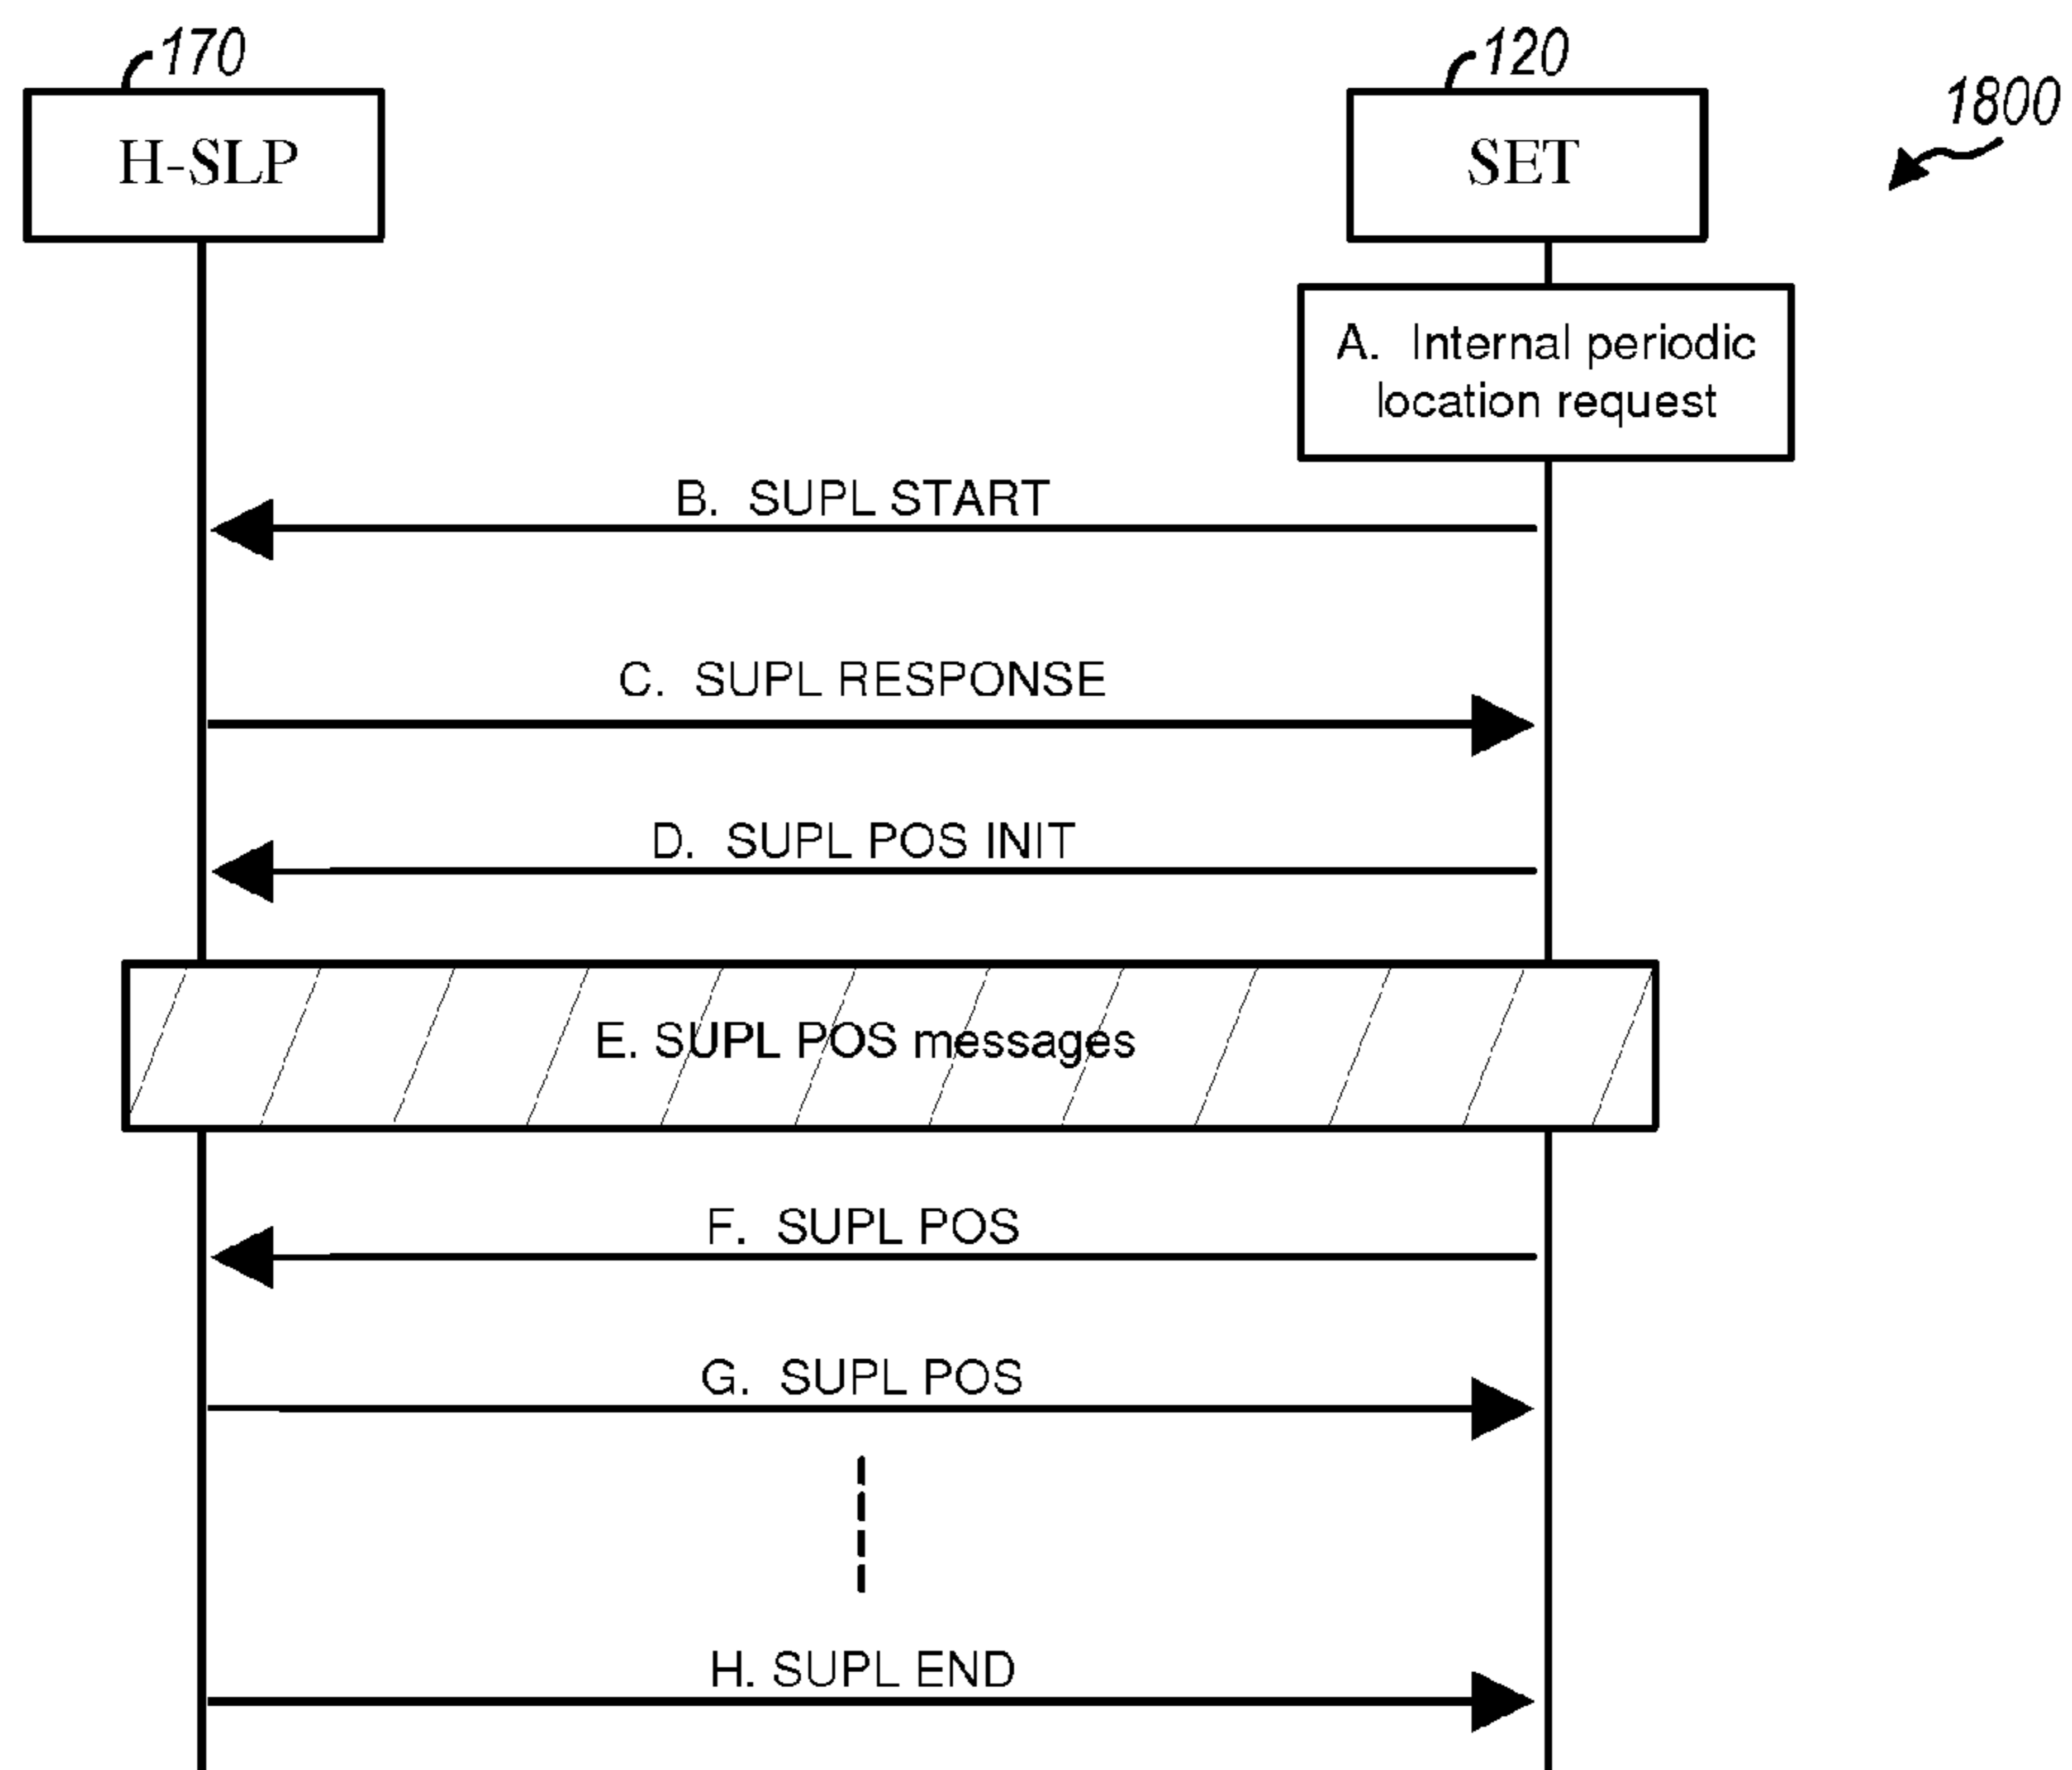 170
120
1800
H-SLP
SET
A. Internal periodic
location request
B. SUPL START
C. SUPL RESPONSE
D. SUPL POS INIT
E. SUPL POS messages
F. SUPL POS
G. SUPL POS
H. SUPL END